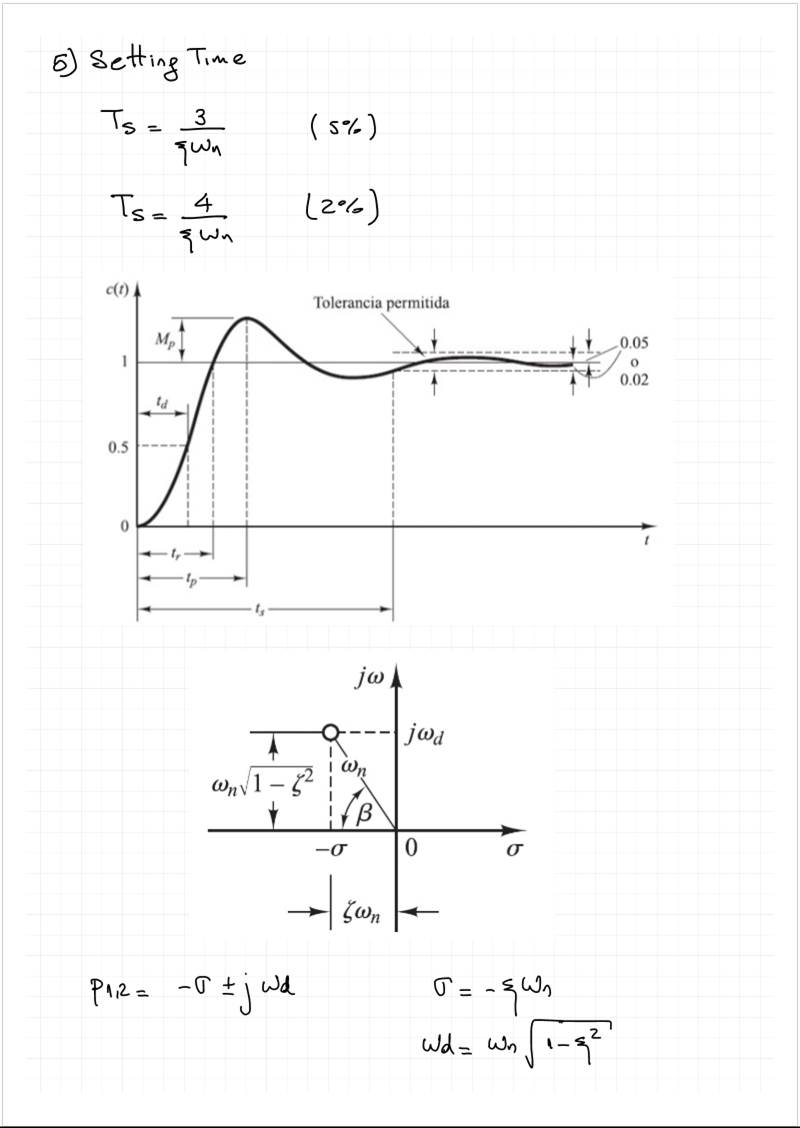 5) Setting Time
Ts = 3 / ξωn (5%)
Ts = 4 / ξωn (2%)
c(t)
Tolerancia permitida
Mp
1
0.05
o
0.02
td
0.5
0
t
tr
tp
ts
jω
jωd
ωn√1 − ζ²
ωn
β
−σ
0
σ
ζωn
P1,2 = -σ ± j ωd
σ = - ξωn
ωd = ωn √1-ξ²